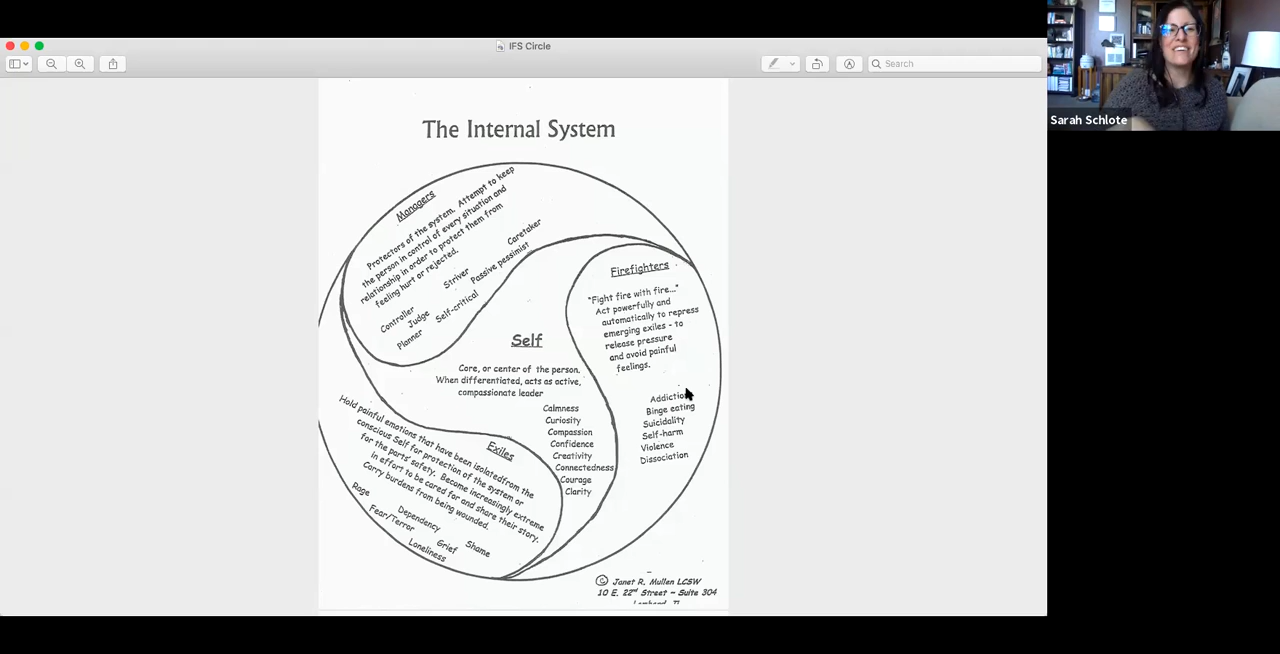 IFS Circle
Search
Sarah Schlote
The Internal System
Managers
Protectors of the system. Attempt to keep
the person in control of every situation and
relationship in order to protect them from
feeling hurt or rejected.
Caretaker
Passive pessimist
Striver
Self-critical
Controller
Judge
Planner
Firefighters
"Fight fire with fire..."
Act powerfully and
automatically to repress
emerging exiles - to
release pressure
and avoid painful
feelings.
Addiction
Binge eating
Suicidality
Self-harm
Violence
Dissociation
Self
Core, or center of the person.
When differentiated, acts as active,
compassionate leader
Calmness
Curiosity
Compassion
Confidence
Creativity
Connectedness
Courage
Clarity
Exiles
Hold painful emotions that have been isolated from the
conscious Self for protection of the system or
for the parts' safety. Become increasingly extreme
in effort to be cared for and share their story.
Carry burdens from being wounded.
Rage
Dependency
Fear/Terror
Shame
Grief
Loneliness
© Janet R. Mullen LCSW
10 E. 22nd Street - Suite 304